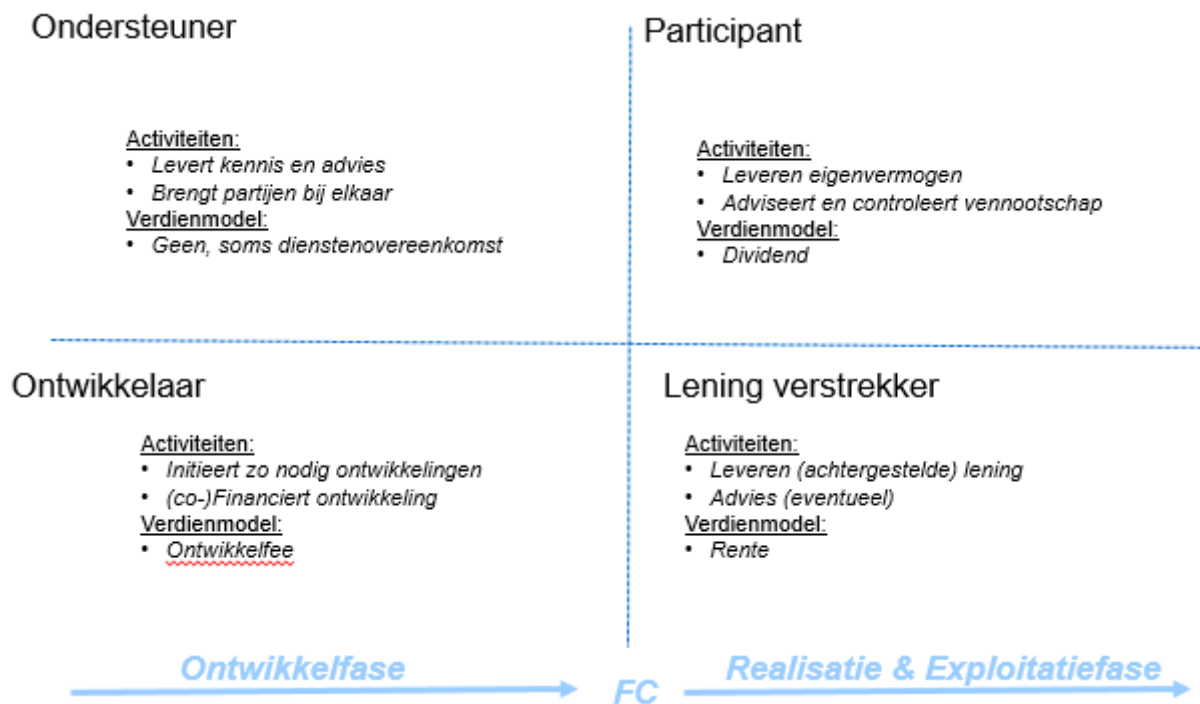 Ondersteuner
Activiteiten:
• Levert kennis en advies
• Brengt partijen bij elkaar
Verdienmodel:
• Geen, soms dienstenovereenkomst
Participant
Activiteiten:
• Leveren eigenvermogen
• Adviseert en controleert vennootschap
Verdienmodel:
• Dividend
Ontwikkelaar
Activiteiten:
• Initieert zo nodig ontwikkelingen
• (co-)Financiert ontwikkeling
Verdienmodel:
• Ontwikkelfee
Lening verstrekker
Activiteiten:
• Leveren (achtergestelde) lening
• Advies (eventueel)
Verdienmodel:
• Rente
Ontwikkelfase
FC
Realisatie & Exploitatiefase